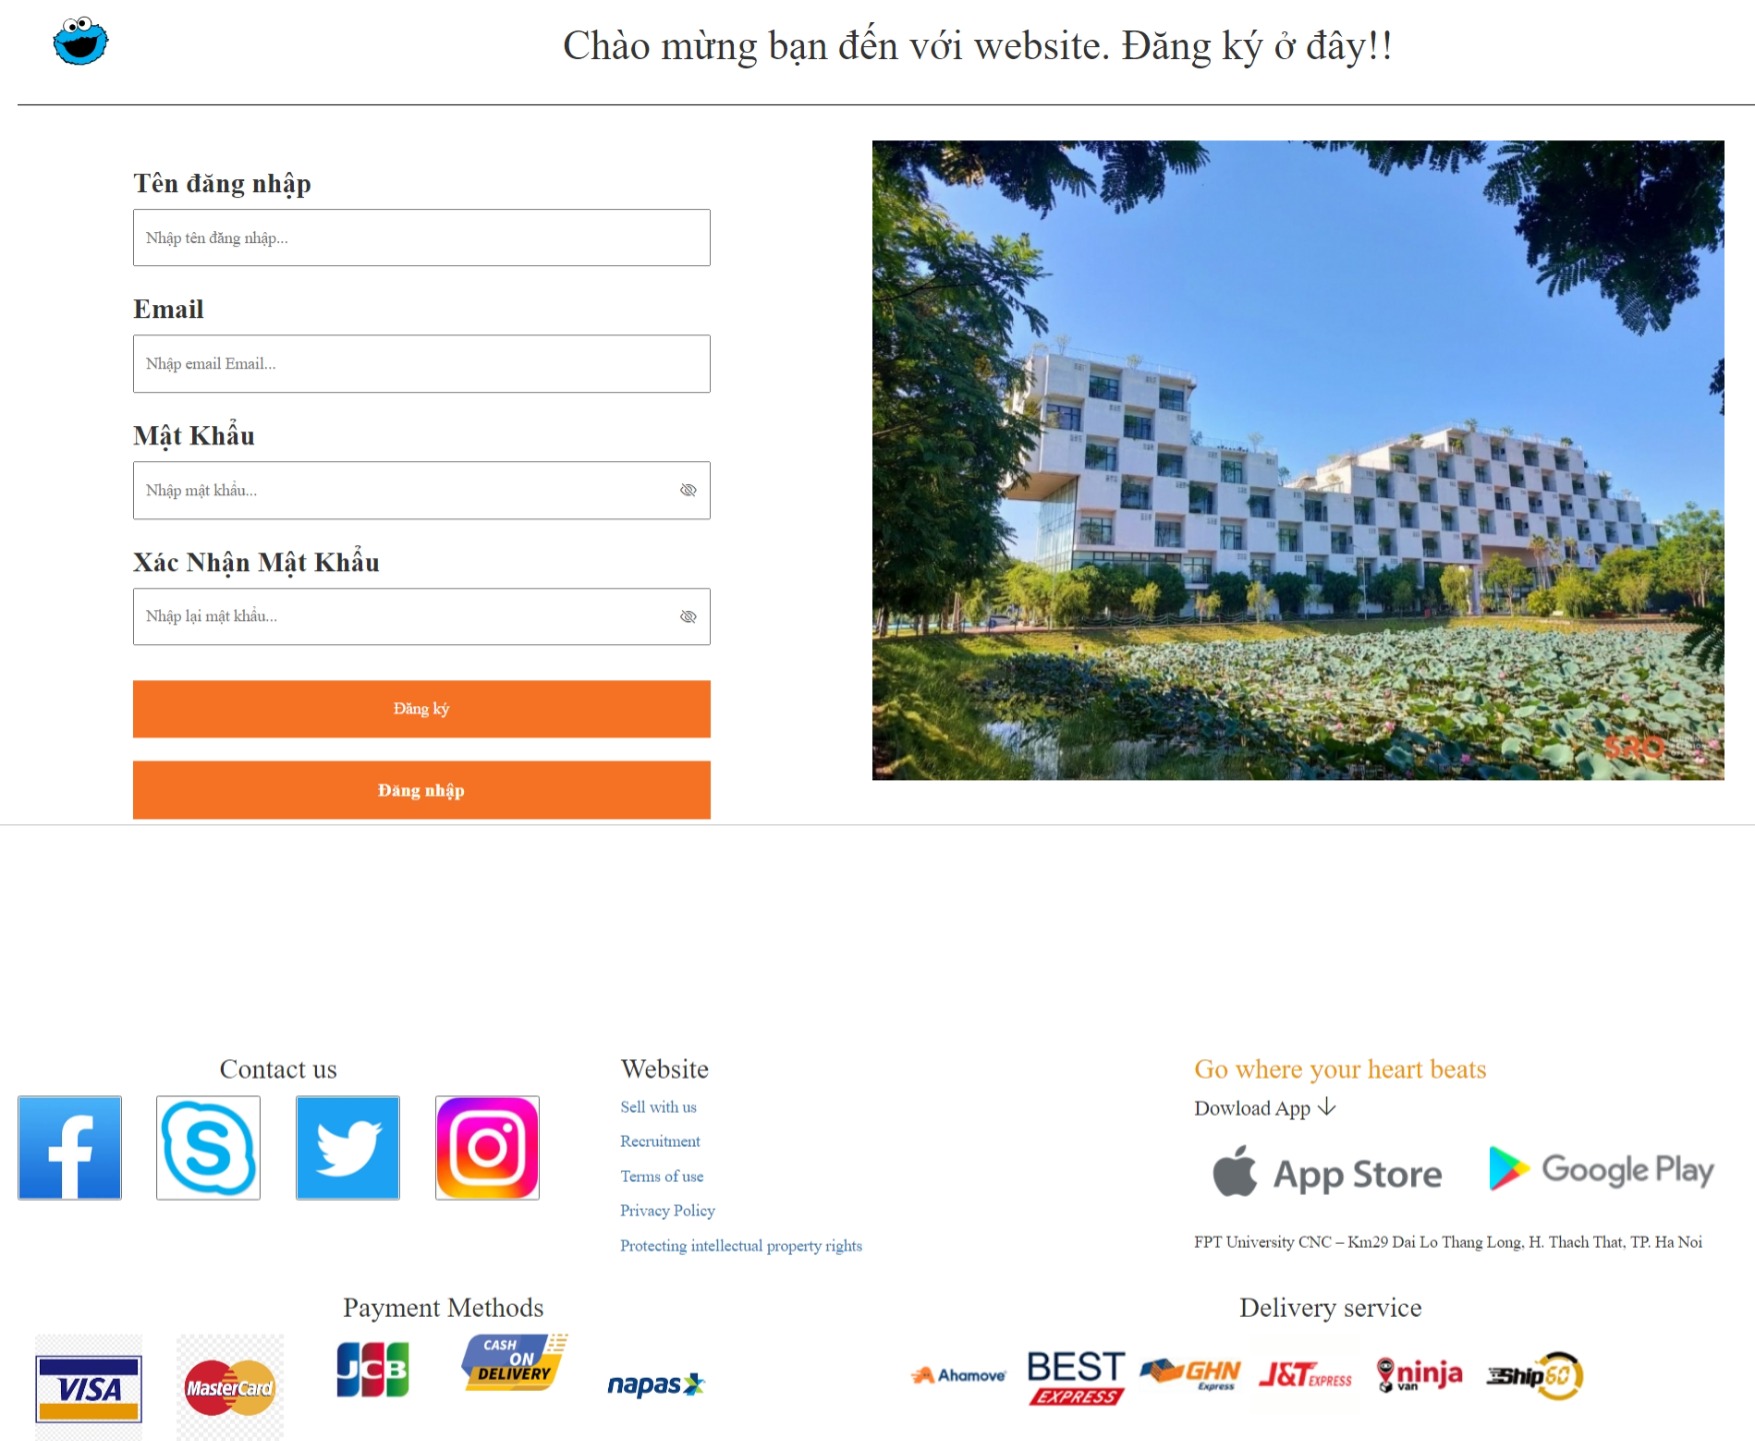 Chào mừng bạn đến với website. Đăng ký ở đây!!
Tên đăng nhập
Nhập tên đăng nhập...
Email
Nhập email Email...
Mật Khẩu
Nhập mật khẩu...
Xác Nhận Mật Khẩu
Nhập lại mật khẩu...
Đăng ký
Đăng nhập
SRO
Contact us
Website
Sell with us
Recruitment
Terms of use
Privacy Policy
Protecting intellectual property rights
Go where your heart beats
Dowload App
App Store
Google Play
FPT University CNC – Km29 Dai Lo Thang Long, H. Thach That, TP. Ha Noi
Payment Methods
VISA
MasterCard
JCB
CASH
ON
DELIVERY
napas
Delivery service
Ahamove
BEST
EXPRESS
GHN
Express
J&T EXPRESS
ninja
van
Ship60